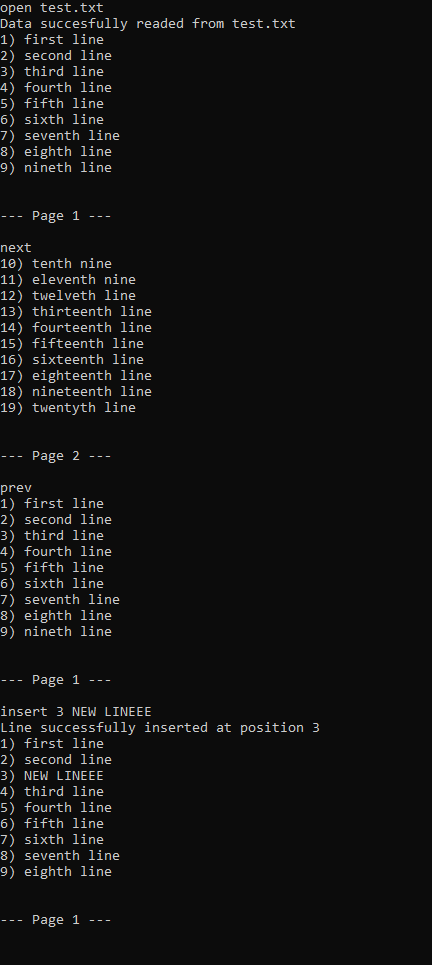 open test.txt
Data succesfully readed from test.txt
1) first line
2) second line
3) third line
4) fourth line
5) fifth line
6) sixth line
7) seventh line
8) eighth line
9) nineth line
--- Page 1 ---
next
10) tenth nine
11) eleventh nine
12) twelveth line
13) thirteenth line
14) fourteenth line
15) fifteenth line
16) sixteenth line
17) eighteenth line
18) nineteenth line
19) twentyth line
--- Page 2 ---
prev
1) first line
2) second line
3) third line
4) fourth line
5) fifth line
6) sixth line
7) seventh line
8) eighth line
9) nineth line
--- Page 1 ---
insert 3 NEW LINEEE
Line successfully inserted at position 3
1) first line
2) second line
3) NEW LINEEE
4) third line
5) fourth line
6) fifth line
7) sixth line
8) seventh line
9) eighth line
--- Page 1 ---